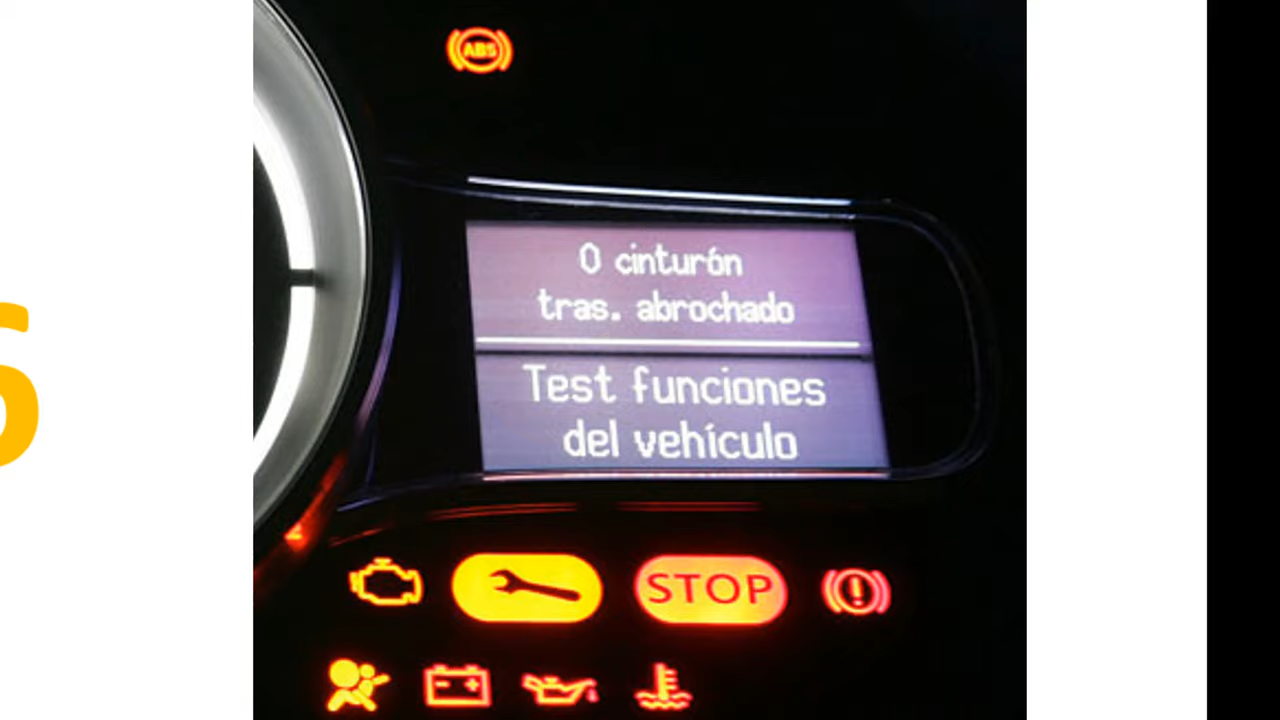 ABS
0 cinturón
tras. abrochado
Test funciones
del vehículo
STOP